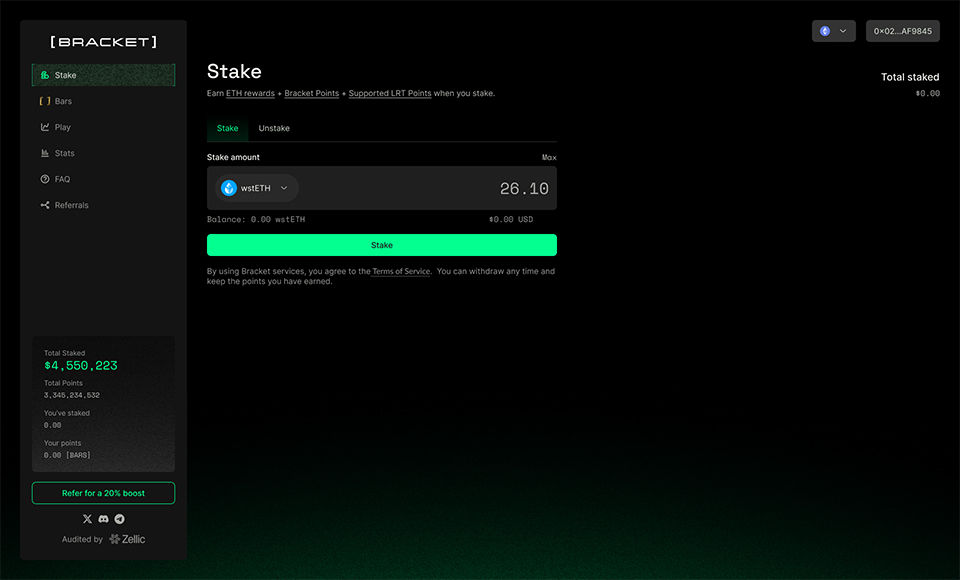 [BRACKET]
Stake
[ ] Bars
Play
Stats
FAQ
Referrals
Total Staked
$4,550,223
Total Points
3,345,234,532
You've staked
0.00
Your points
0.00 [BARS]
Refer for a 20% boost
Audited by Zellic
0×02...AF9845
Stake
Earn ETH rewards + Bracket Points + Supported LRT Points when you stake.
Total staked
$0.00
Stake Unstake
Stake amount Max
wstETH 26.10
Balance: 0.00 wstETH $0.00 USD
Stake
By using Bracket services, you agree to the Terms of Service. You can withdraw any time and
keep the points you have earned.